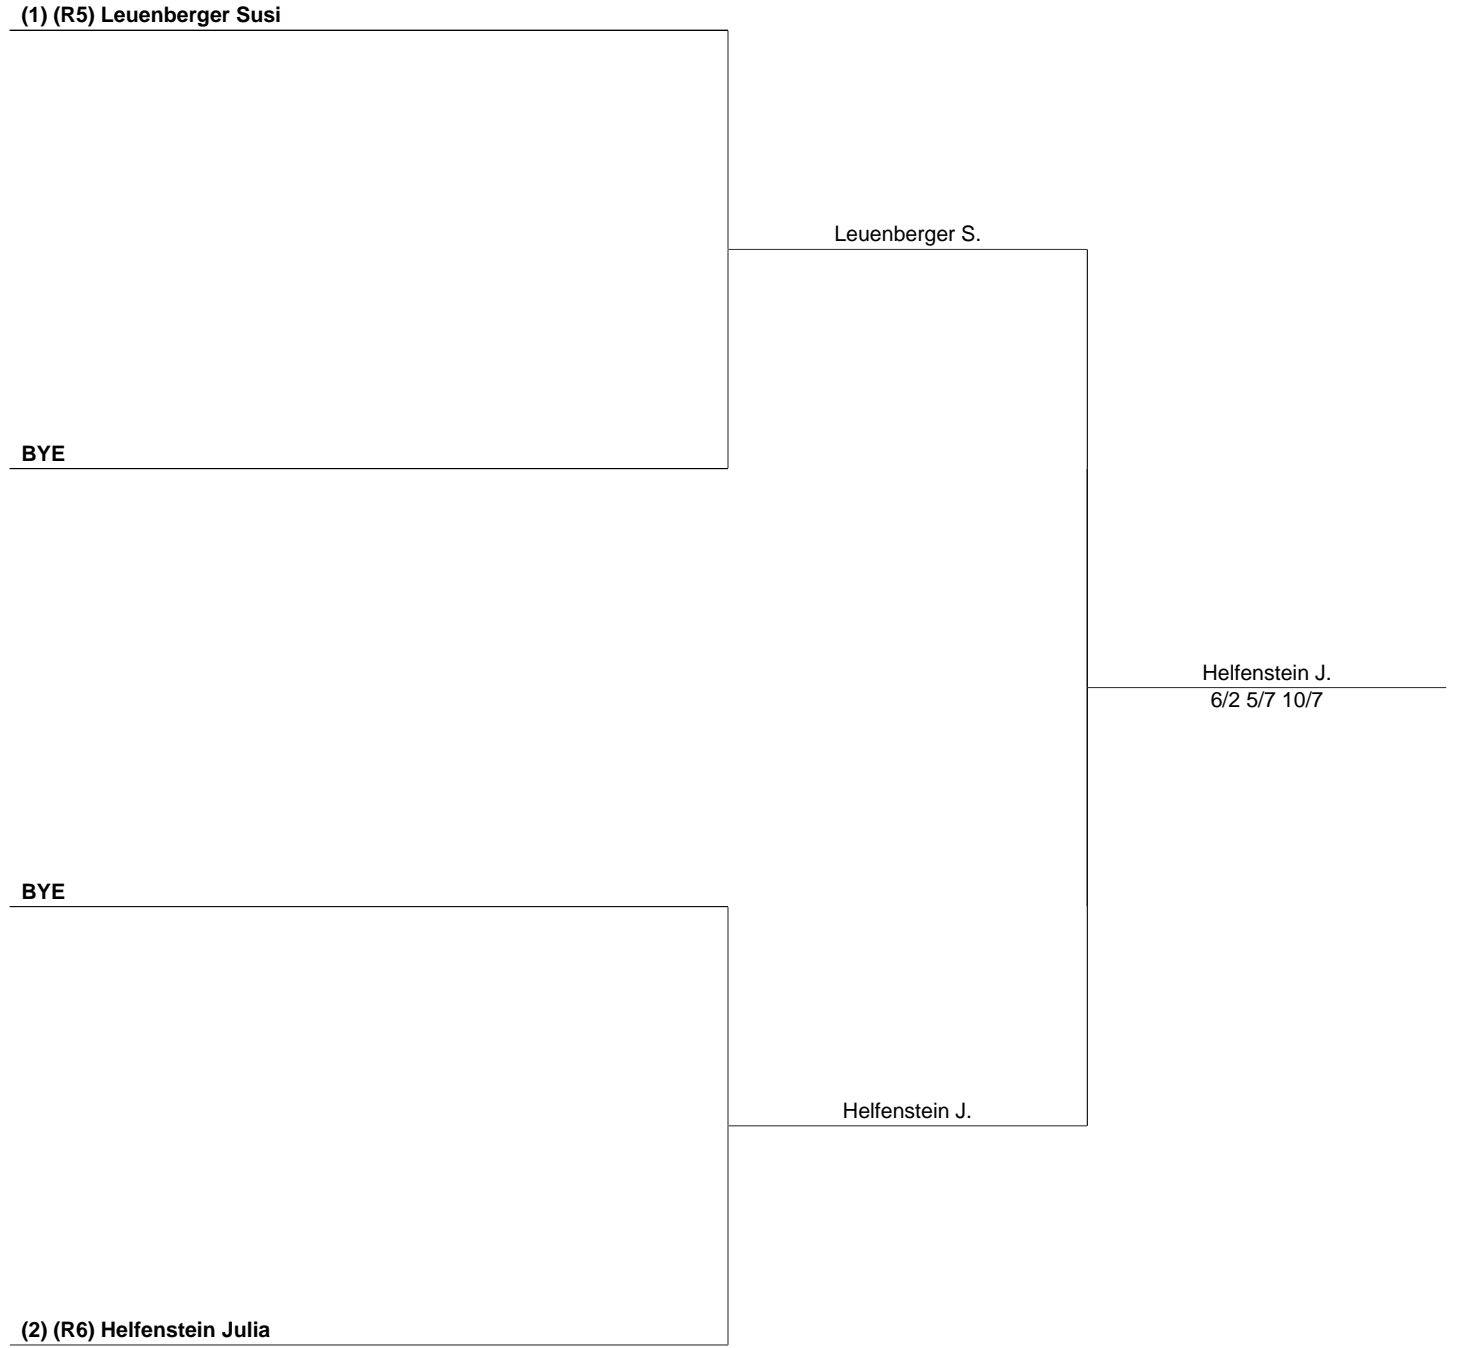 (1) (R5) Leuenberger Susi
Leuenberger S.
BYE
Helfenstein J.
6/2 5/7 10/7
BYE
Helfenstein J.
(2) (R6) Helfenstein Julia